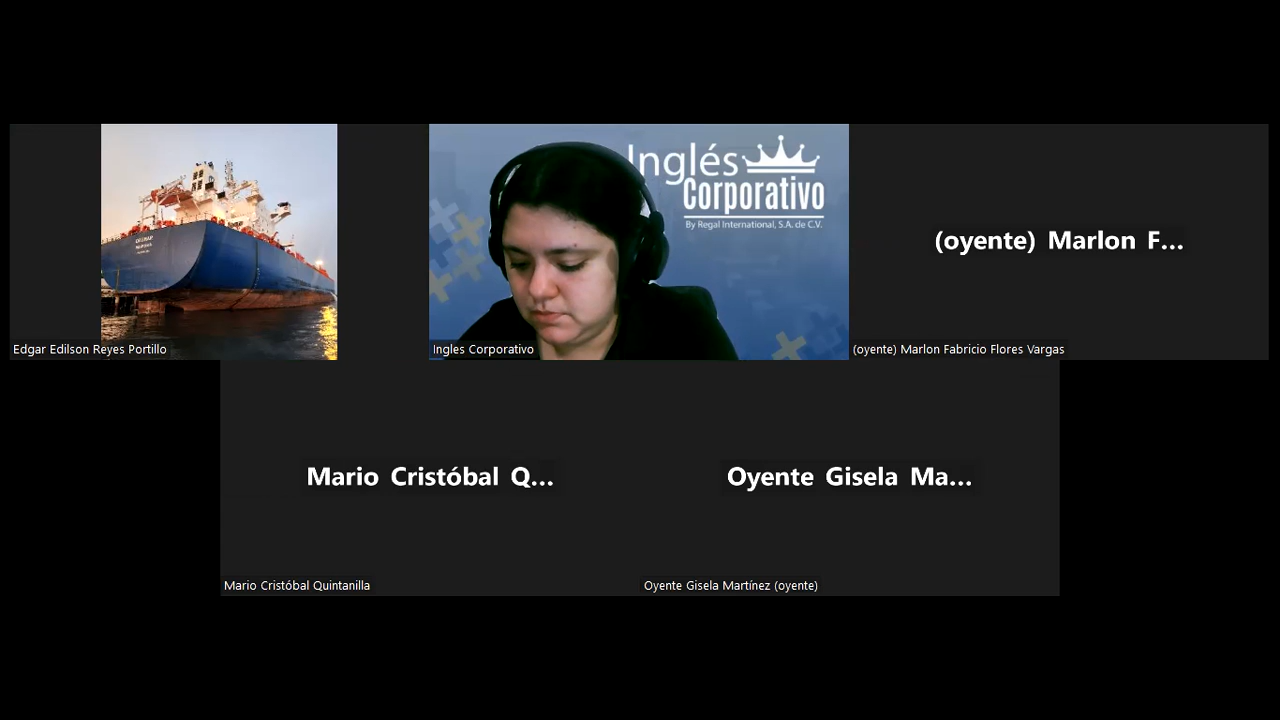 Inglés
Corporativo
By Regal International, S.A. de C.V.
(oyente) Marlon F...
Edgar Edilson Reyes Portillo
Ingles Corporativo
(oyente) Marlon Fabricio Flores Vargas
Mario Cristóbal Q...
Oyente Gisela Ma...
Mario Cristóbal Quintanilla
Oyente Gisela Martínez (oyente)